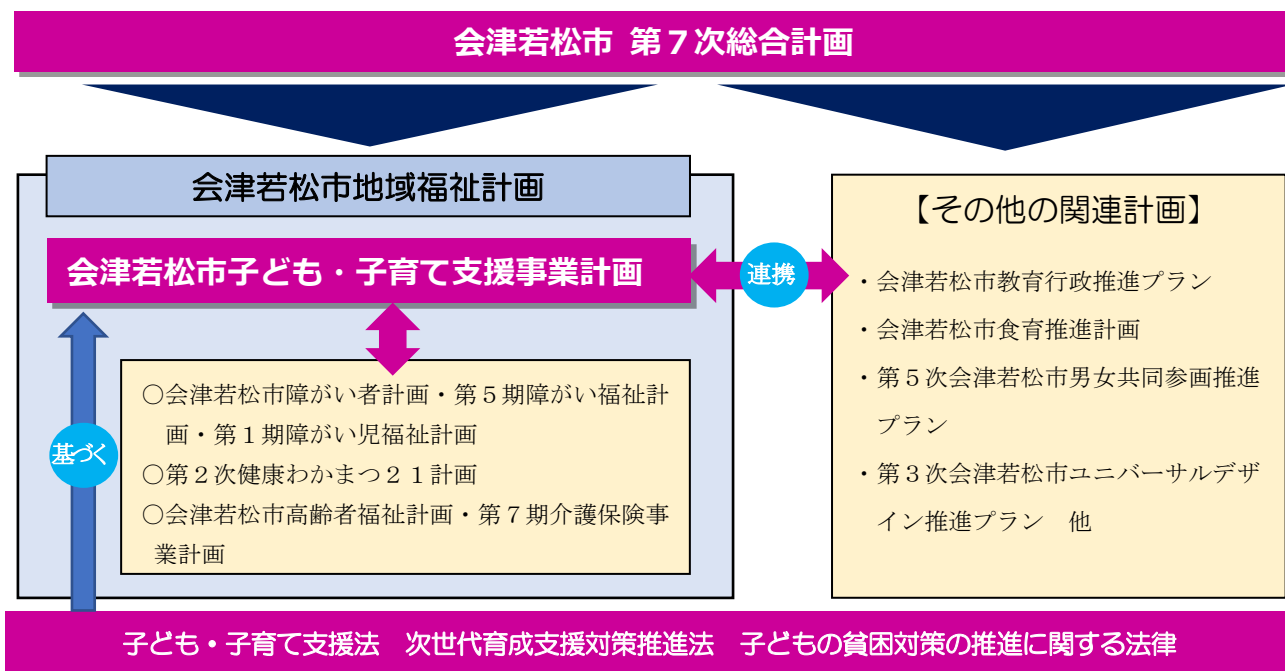 会津若松市 第７次総合計画
会津若松市地域福祉計画
会津若松市子ども・子育て支援事業計画
連携
基づく
○会津若松市障がい者計画・第５期障がい福祉計
画・第１期障がい児福祉計画
○第２次健康わかまつ２１計画
○会津若松市高齢者福祉計画・第７期介護保険事
業計画
【その他の関連計画】
・会津若松市教育行政推進プラン
・会津若松市食育推進計画
・第５次会津若松市男女共同参画推進
プラン
・第３次会津若松市ユニバーサルデザ
イン推進プラン　他
子ども・子育て支援法　次世代育成支援対策推進法　子どもの貧困対策の推進に関する法律